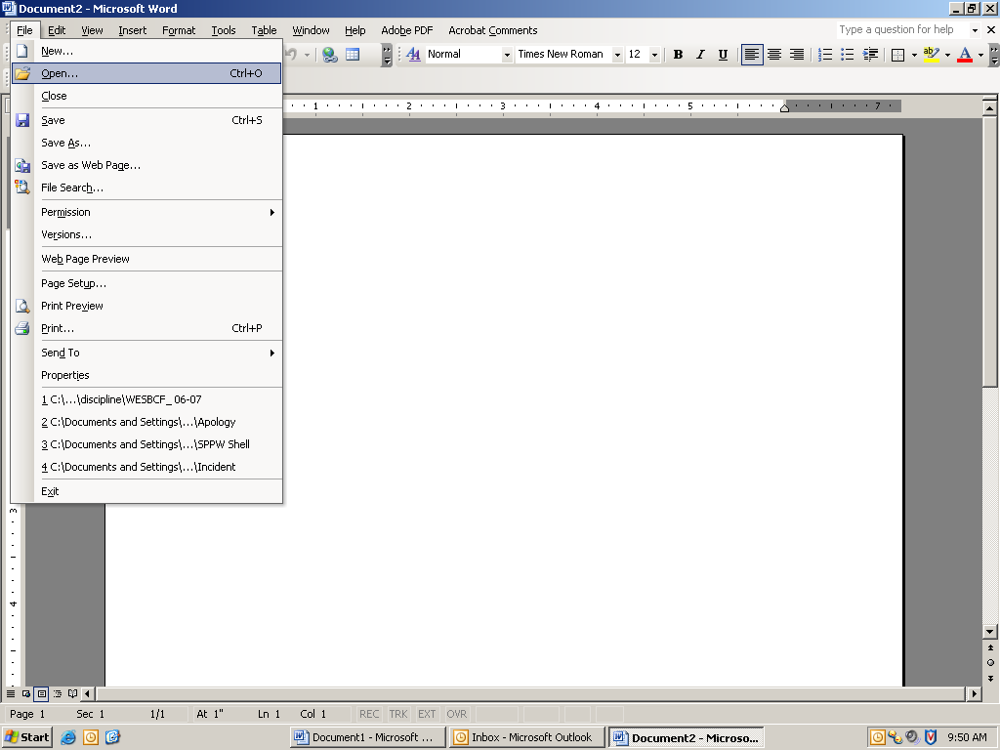 Document2 - Microsoft Word
File Edit View Insert Format Tools Table Window Help Adobe PDF Acrobat Comments Type a question for help
Normal Times New Roman 12 B I U A
New...
Open... Ctrl+O
Close
Save Ctrl+S
Save As...
Save as Web Page...
File Search...
Permission
Versions...
Web Page Preview
Page Setup...
Print Preview
Print... Ctrl+P
Send To
Properties
1 C:\...\discipline\WESBCF_ 06-07
2 C:\Documents and Settings\...\Apology
3 C:\Documents and Settings\...\SPPW Shell
4 C:\Documents and Settings\...\Incident
Exit
1 2 3 4 5 7
3
4
Page 1 Sec 1 1/1 At 1" Ln 1 Col 1 REC TRK EXT OVR
Start Document1 - Microsoft ... Inbox - Microsoft Outlook Document2 - Microso... 9:50 AM